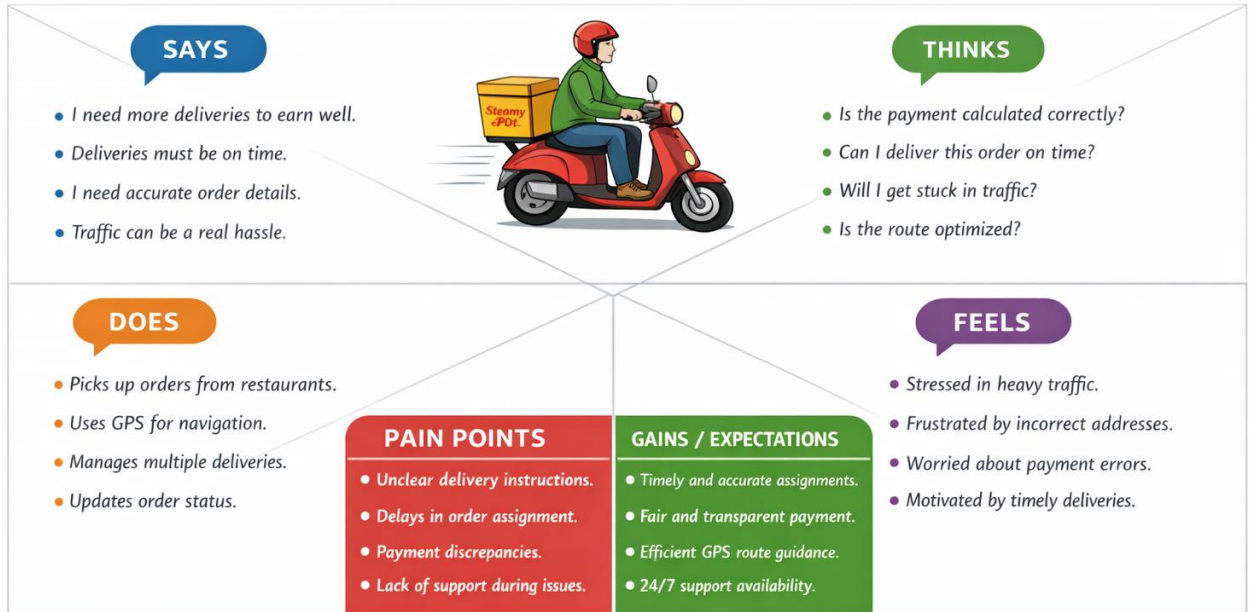 SAYS
I need more deliveries to earn well.
Deliveries must be on time.
I need accurate order details.
Traffic can be a real hassle.
Steamy
ePOt.
THINKS
Is the payment calculated correctly?
Can I deliver this order on time?
Will I get stuck in traffic?
Is the route optimized?
DOES
Picks up orders from restaurants.
Uses GPS for navigation.
Manages multiple deliveries.
Updates order status.
PAIN POINTS
Unclear delivery instructions.
Delays in order assignment.
Payment discrepancies.
Lack of support during issues.
GAINS / EXPECTATIONS
Timely and accurate assignments.
Fair and transparent payment.
Efficient GPS route guidance.
24/7 support availability.
FEELS
Stressed in heavy traffic.
Frustrated by incorrect addresses.
Worried about payment errors.
Motivated by timely deliveries.